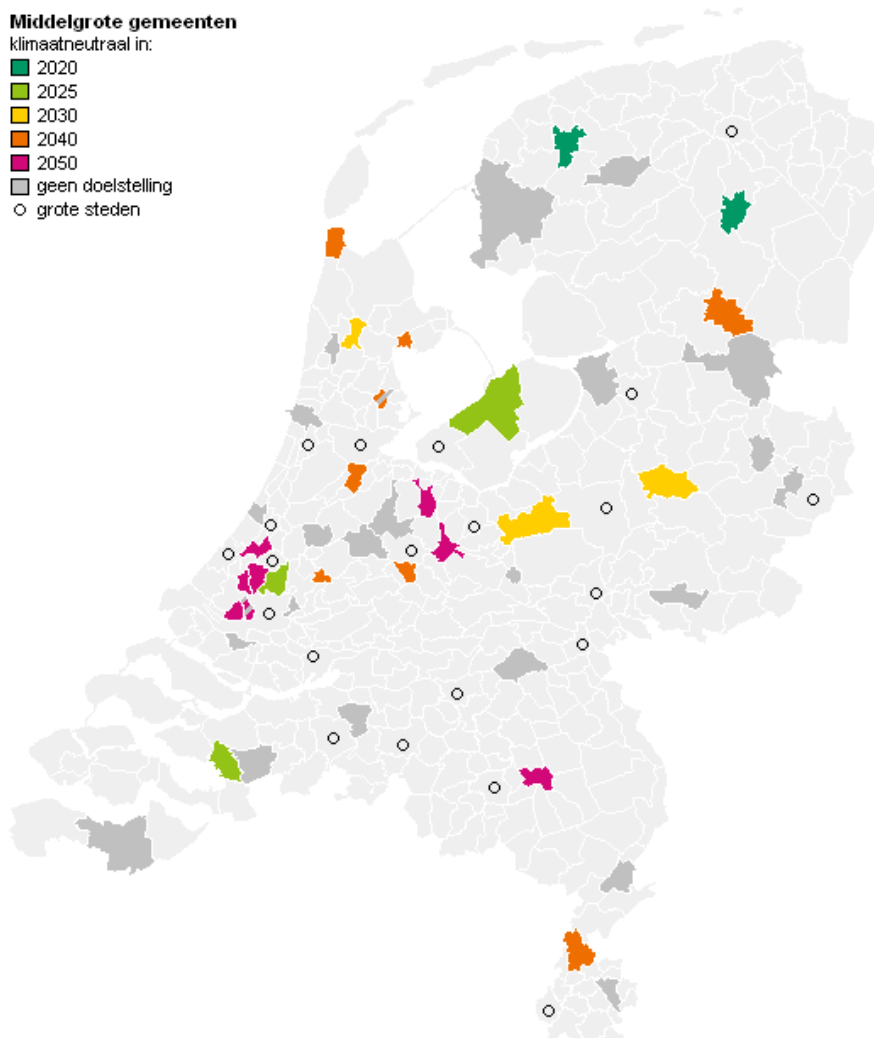 Middelgrote gemeenten
klimaatneutraal in:
2020
2025
2030
2040
2050
geen doelstelling
grote steden